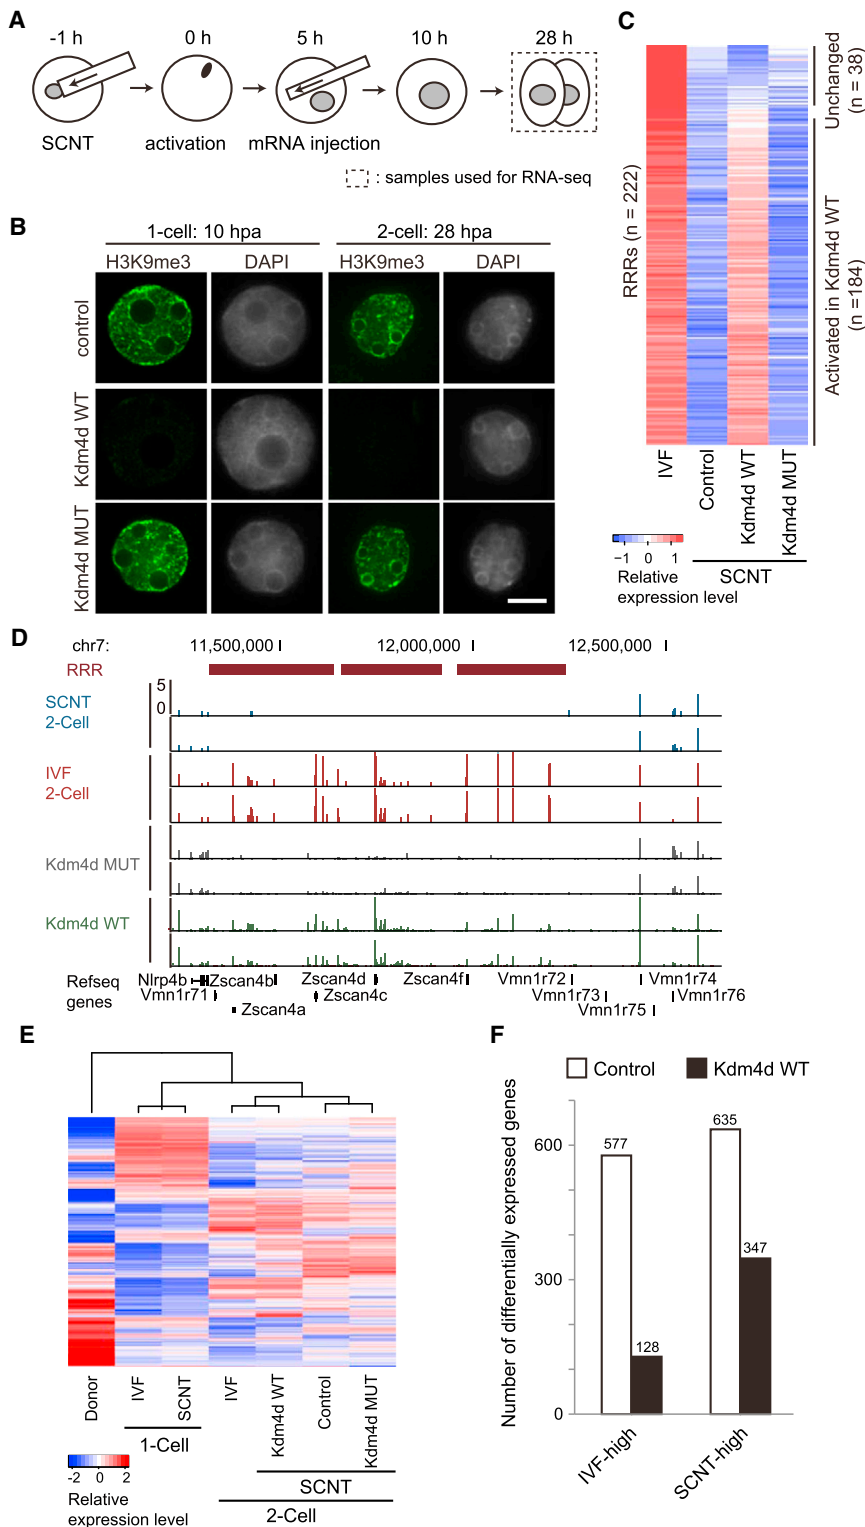 A
-1 h
0 h
5 h
10 h
28 h
SCNT
activation
mRNA injection
: samples used for RNA-seq
B
1-cell: 10 hpa
2-cell: 28 hpa
H3K9me3
DAPI
H3K9me3
DAPI
control
Kdm4d WT
Kdm4d MUT
C
RRRs (n = 222)
Unchanged
(n = 38)
Activated in Kdm4d WT
(n =184)
IVF
Control
Kdm4d WT
Kdm4d MUT
SCNT
−1 0 1
Relative
expression level
D
chr7:
11,500,000
12,000,000
12,500,000
RRR
5
0
SCNT
2-Cell
IVF
2-Cell
Kdm4d MUT
Kdm4d WT
Refseq
genes
Nlrp4b
Zscan4b
Zscan4d
Zscan4f
Vmn1r72
Vmn1r74
Vmn1r71
Zscan4c
Vmn1r73
Vmn1r76
Zscan4a
Vmn1r75
E
Donor
IVF
SCNT
IVF
Kdm4d WT
Control
Kdm4d MUT
1-Cell
SCNT
2-Cell
-2 0 2
Relative
expression level
F
Control
Kdm4d WT
Number of differentially expressed genes
600
300
0
577
128
635
347
IVF-high
SCNT-high